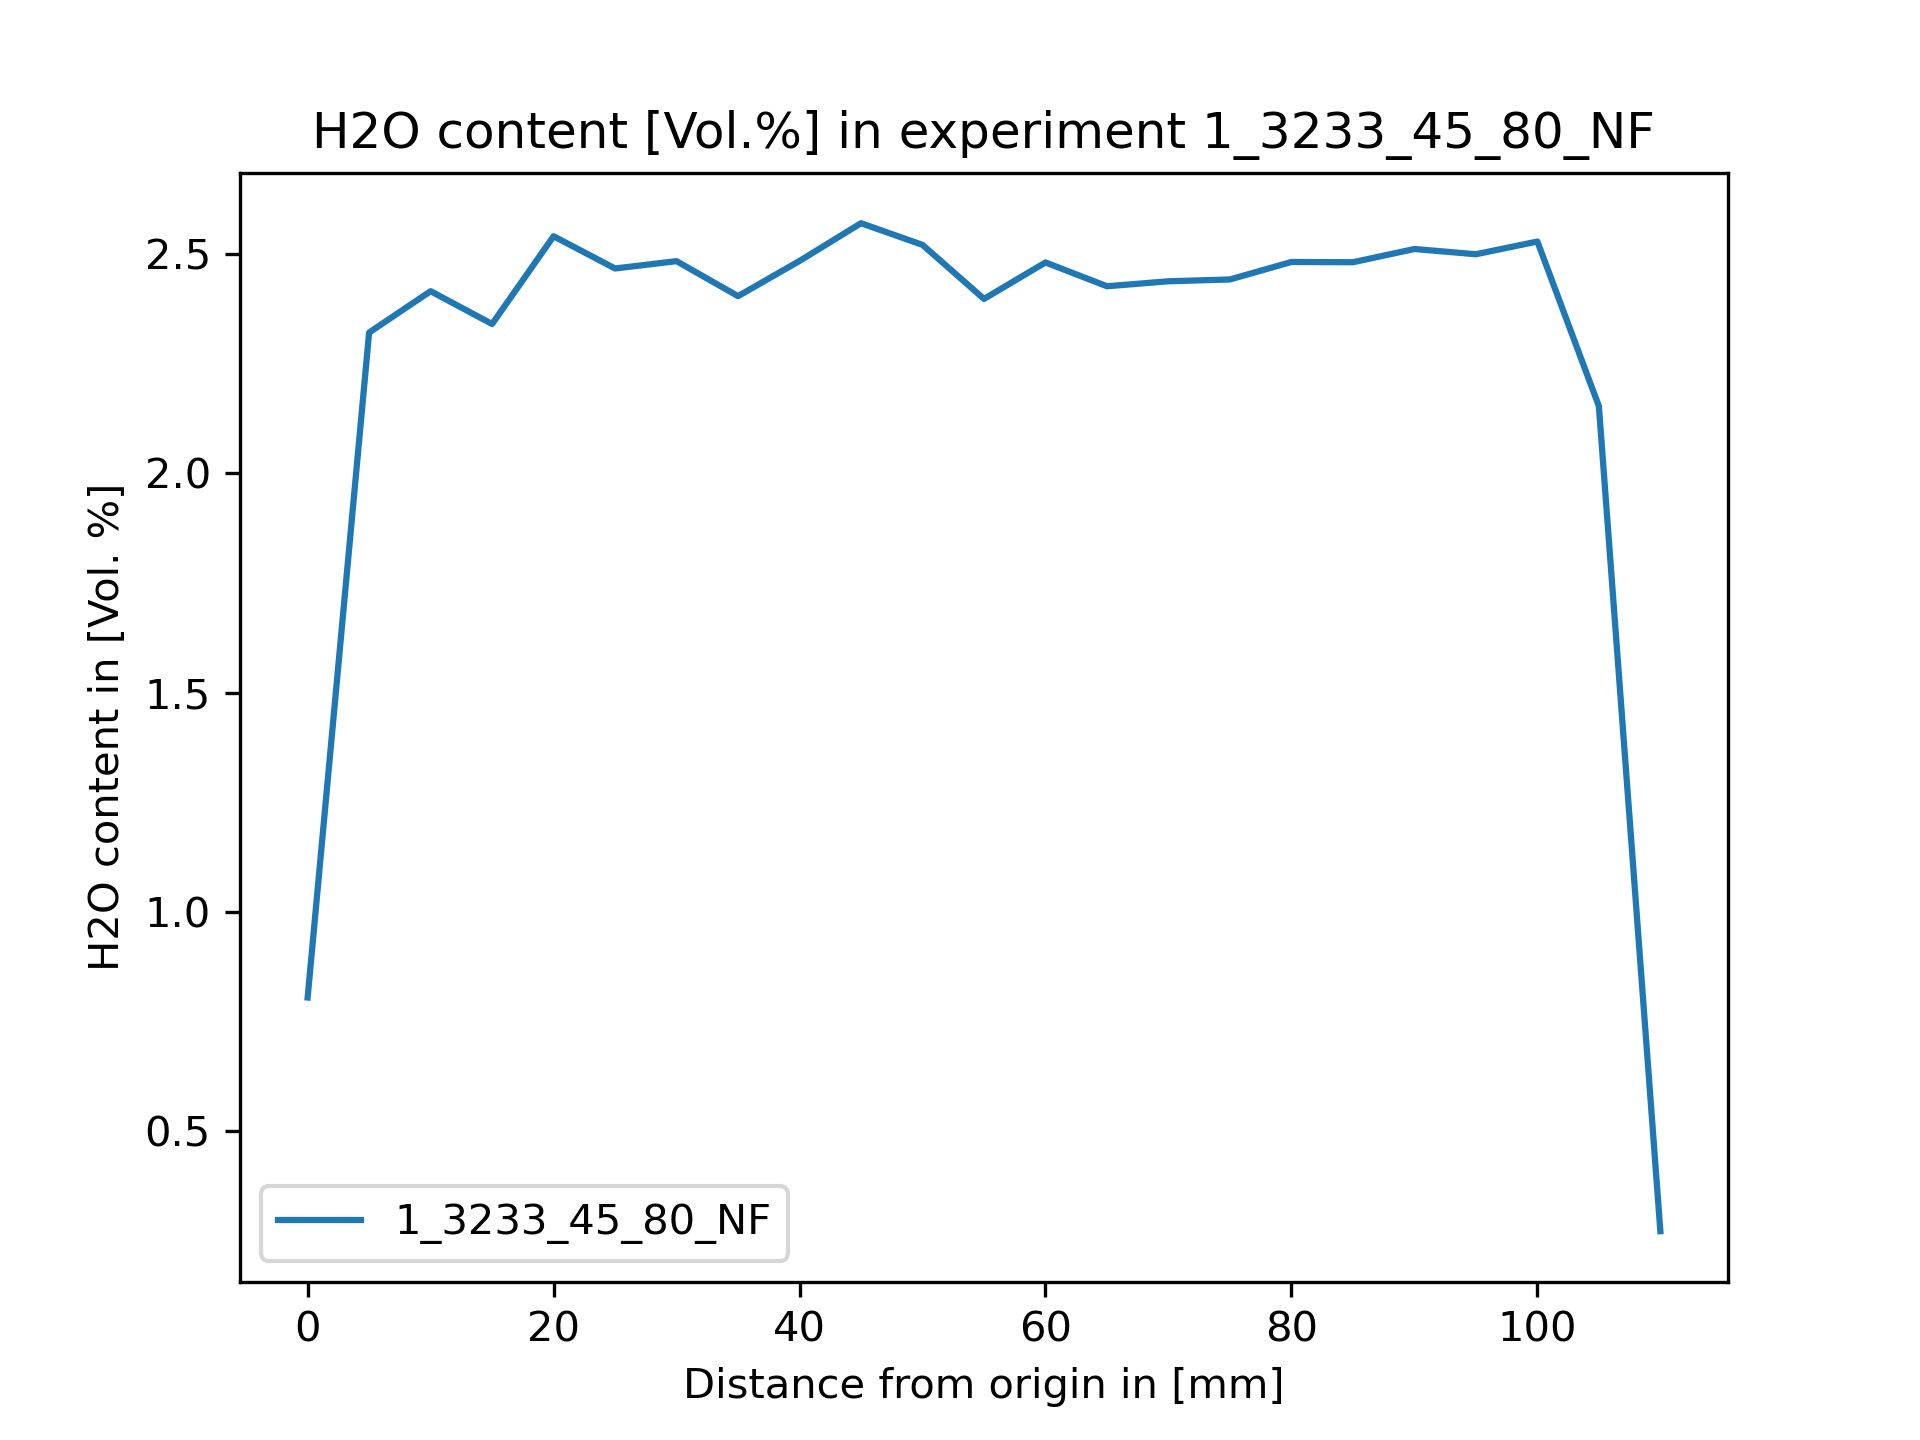 H2O content [Vol.%] in experiment 1_3233_45_80_NF
H2O content in [Vol. %]
2.5
2.0
1.5
1.0
0.5
1_3233_45_80_NF
0 20 40 60 80 100
Distance from origin in [mm]